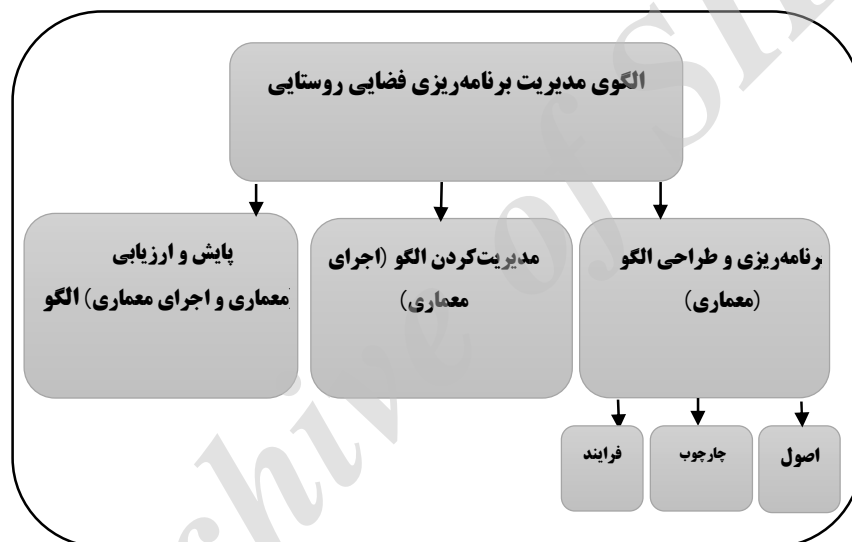 الگوی مدیریت برنامه‌ریزی فضایی روستایی
برنامه‌ریزی و طراحی الگو
(معماری)
مدیریت‌کردن الگو (اجرای
معماری)
پایش و ارزیابی
(معماری و اجرای معماری) الگو
اصول
چارچوب
فرایند